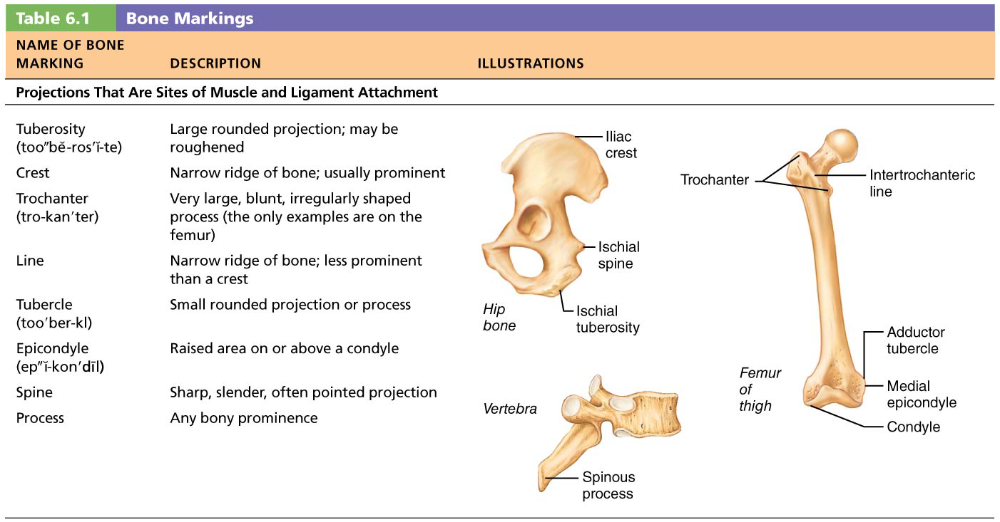 Table 6.1 Bone Markings
NAME OF BONE
MARKING DESCRIPTION ILLUSTRATIONS
Projections That Are Sites of Muscle and Ligament Attachment
Tuberosity
(too″bĕ-ros′ĭ-te)
Large rounded projection; may be
roughened
Crest
Narrow ridge of bone; usually prominent
Trochanter
(tro-kan′ter)
Very large, blunt, irregularly shaped
process (the only examples are on the
femur)
Line
Narrow ridge of bone; less prominent
than a crest
Tubercle
(too′ber-kl)
Small rounded projection or process
Epicondyle
(ep″ĭ-kon′dīl)
Raised area on or above a condyle
Spine
Sharp, slender, often pointed projection
Process
Any bony prominence
Iliac
crest
Ischial
spine
Ischial
tuberosity
Hip
bone
Vertebra
Spinous
process
Trochanter
Intertrochanteric
line
Adductor
tubercle
Femur
of
thigh
Medial
epicondyle
Condyle